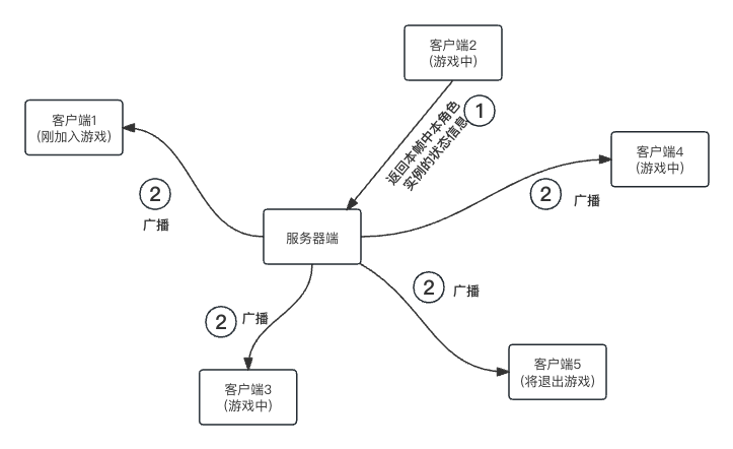 客户端2
(游戏中)
1
返回本帧中本角色
实例的状态信息
客户端1
(刚加入游戏)
客户端4
(游戏中)
2
广播
2
广播
服务器端
2
广播
2
广播
客户端5
(将退出游戏)
客户端3
(游戏中)